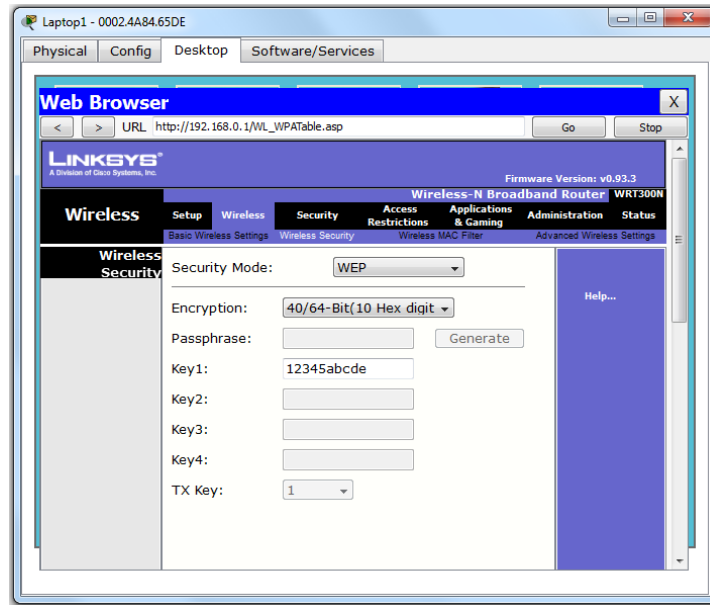 Laptop1 - 0002.4A84.65DE
Physical Config Desktop Software/Services
Web Browser X
< > URL http://192.168.0.1/WL_WPATable.asp Go Stop
LINKSYS®
A Division of Cisco Systems, Inc.
Firmware Version: v0.93.3
Wireless-N Broadband Router WRT300N
Wireless Setup Wireless Security Access Restrictions Applications & Gaming Administration Status
Basic Wireless Settings Wireless Security Wireless MAC Filter Advanced Wireless Settings
Wireless Security
Security Mode: WEP
Help...
Encryption: 40/64-Bit(10 Hex digit
Passphrase: Generate
Key1: 12345abcde
Key2:
Key3:
Key4:
TX Key: 1